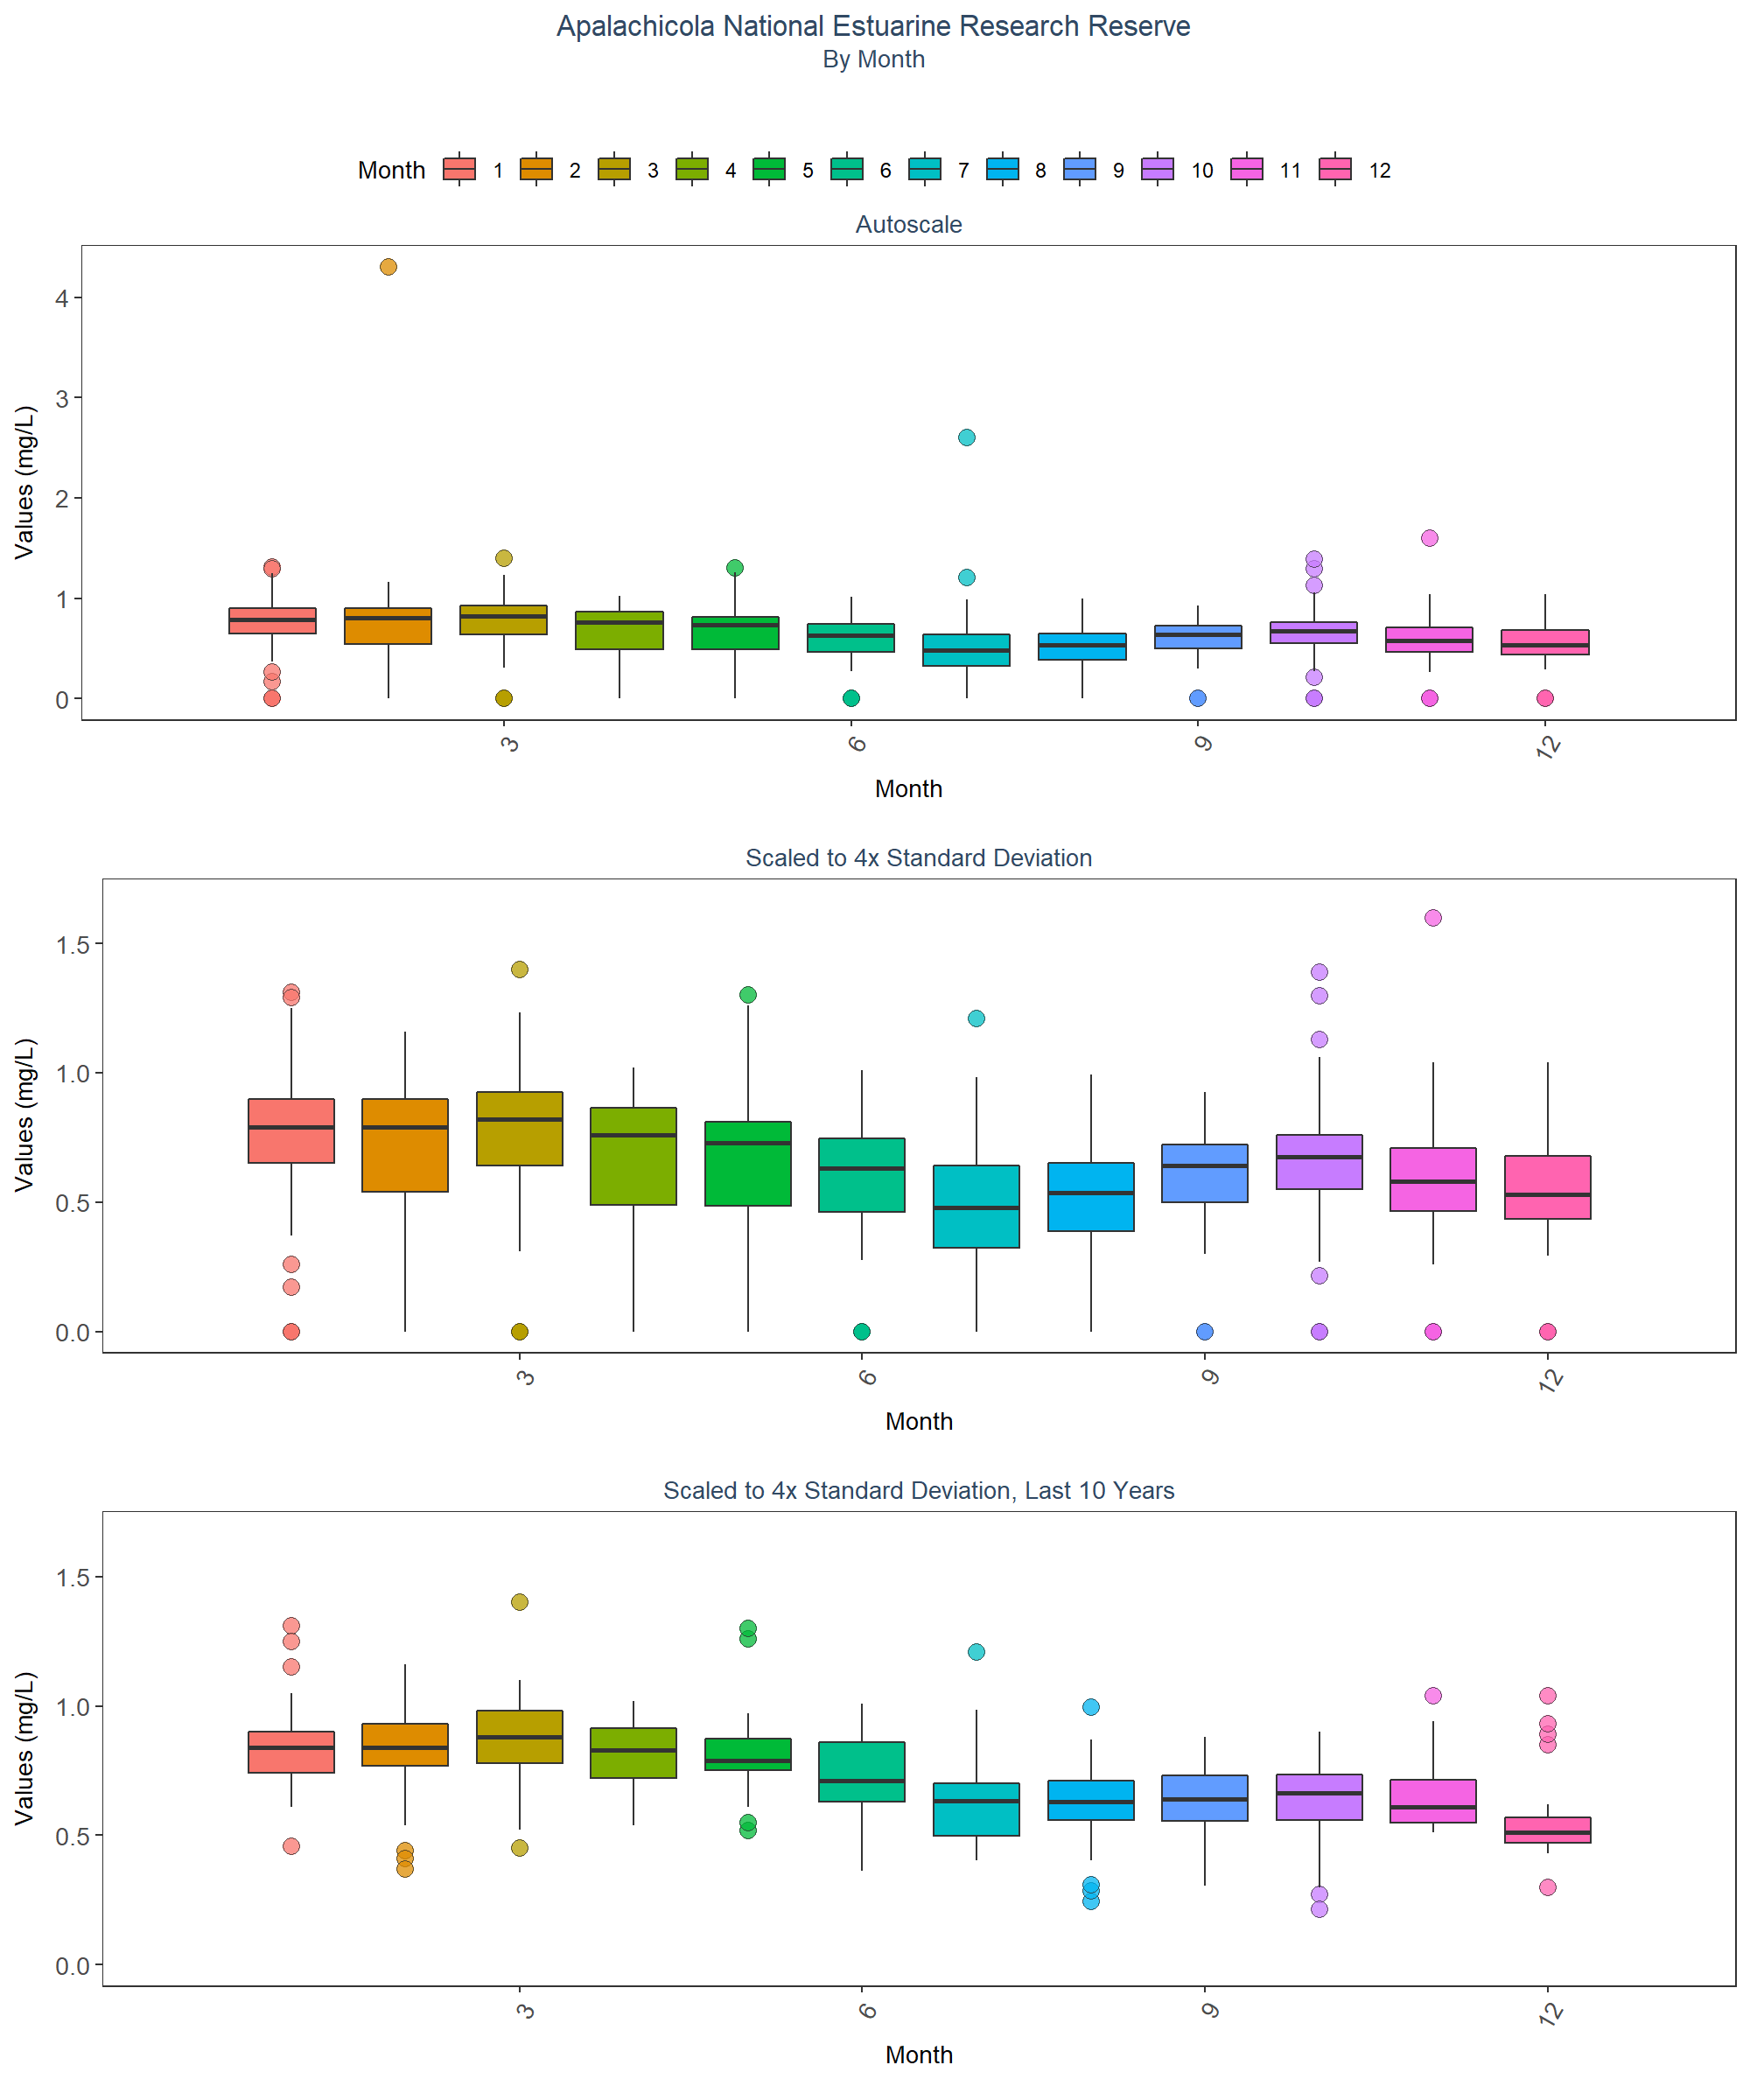 Apalachicola National Estuarine Research Reserve
By Month
Month 1 2 3 4 5 6 7 8 9 10 11 12
Autoscale
Values (mg/L)
4
3
2
1
0
3 6 9 12
Month
Scaled to 4x Standard Deviation
Values (mg/L)
1.5
1.0
0.5
0.0
3 6 9 12
Month
Scaled to 4x Standard Deviation, Last 10 Years
Values (mg/L)
1.5
1.0
0.5
0.0
3 6 9 12
Month